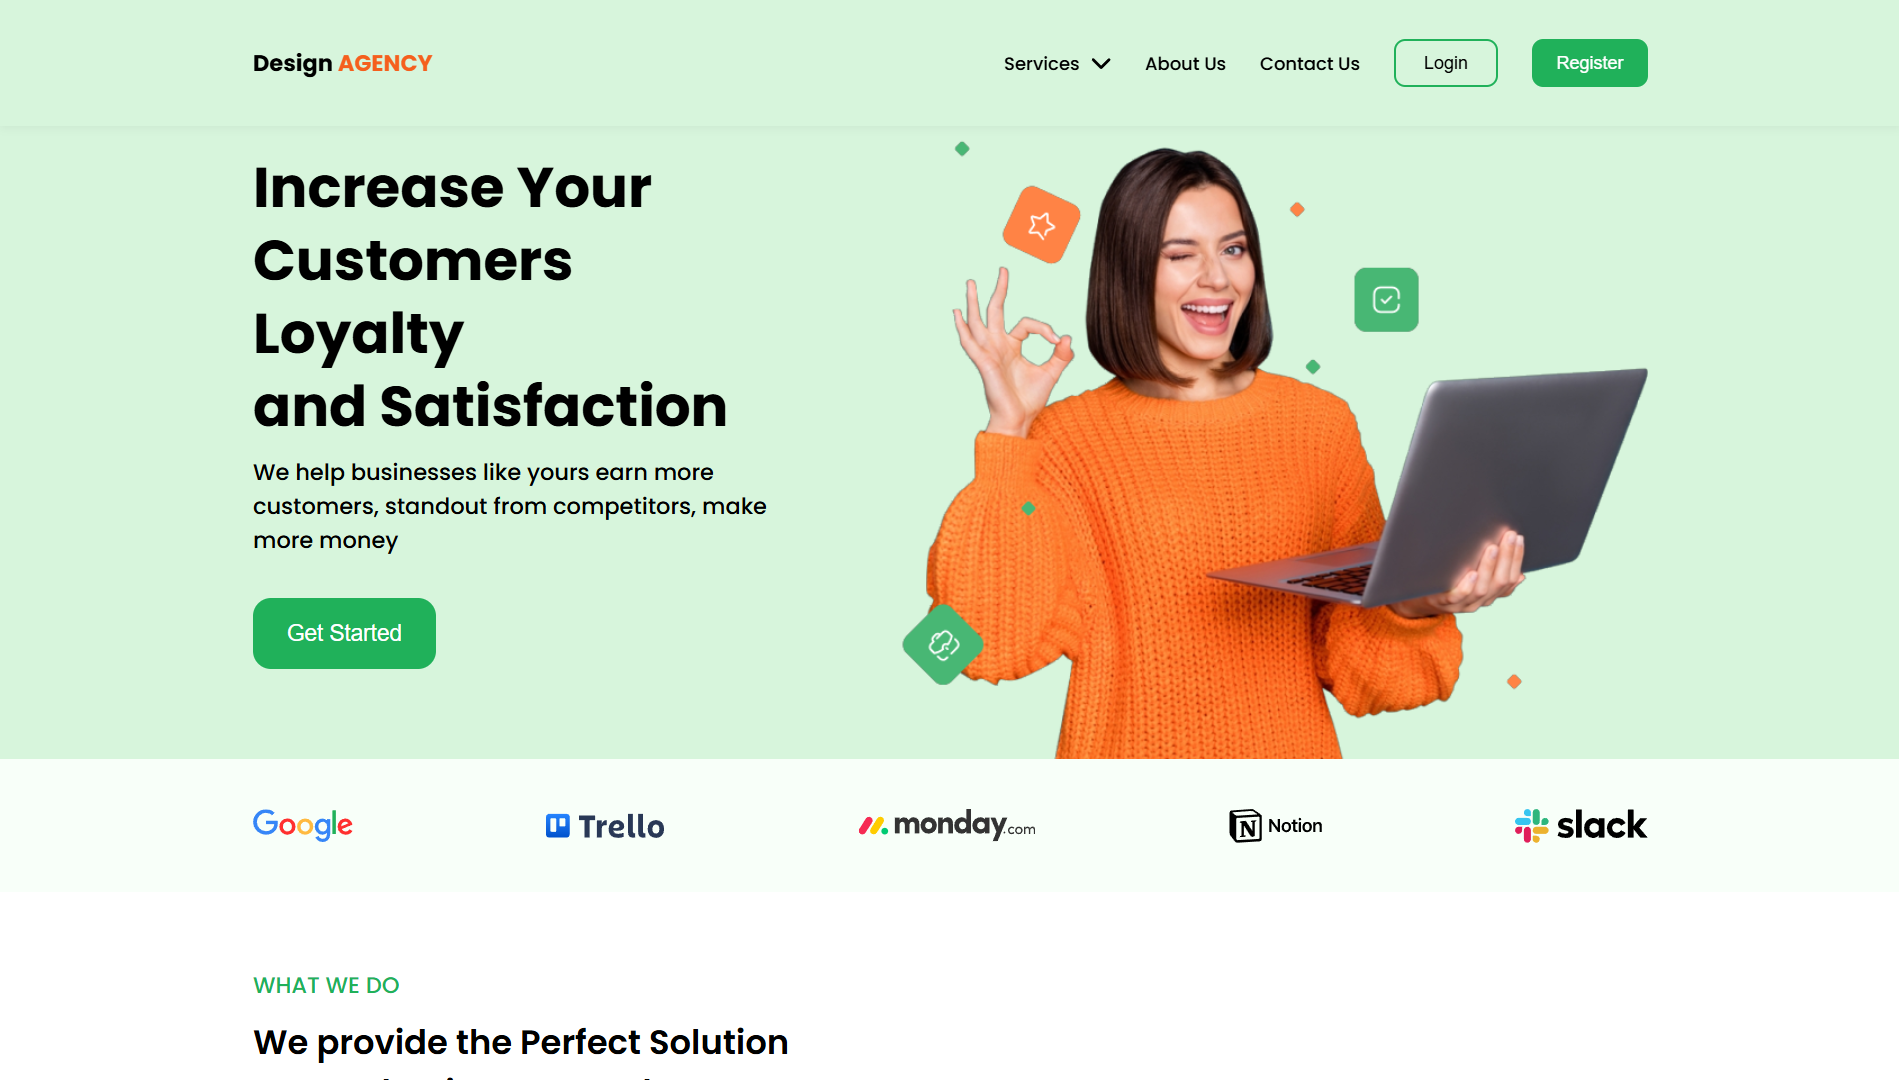 Design AGENCY
Services
About Us
Contact Us
Login
Register
Increase Your
Customers
Loyalty
and Satisfaction
We help businesses like yours earn more
customers, standout from competitors, make
more money
Get Started
Google
Trello
monday.com
Notion
slack
WHAT WE DO
We provide the Perfect Solution